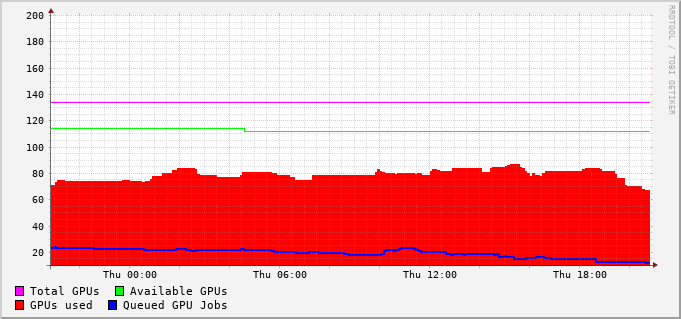 200
180
160
140
120
100
80
60
40
20
Thu 00:00 Thu 06:00 Thu 12:00 Thu 18:00
Total GPUs Available GPUs
GPUs used Queued GPU Jobs
RRDTOOL / TOBI OETIKER